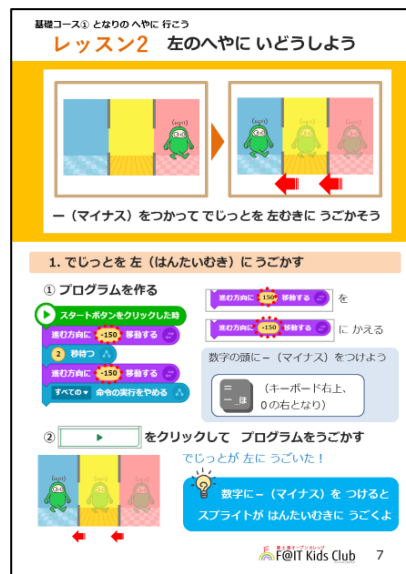 基礎コース① となりの へやに 行こう
レッスン2 左のへやに いどうしよう
－（マイナス）をつかって でじっとを 左むきに うごかそう
1. でじっとを 左（はんたいむき）に うごかす
① プログラムを作る
スタートボタンをクリックした時
進む方向に -150 移動する
2 秒待つ
進む方向に -150 移動する
すべての 命令の実行をやめる
進む方向に 150 移動する を
進む方向に -150 移動する に かえる
数字の頭に－（マイナス）をつけよう
=
- ほ
（キーボード右上、
0の右となり）
② をクリックして プログラムをうごかす
でじっとが 左に うごいた！
数字に－（マイナス）を つけると
スプライトが はんたいむきに うごくよ
F@IT Kids Club 7